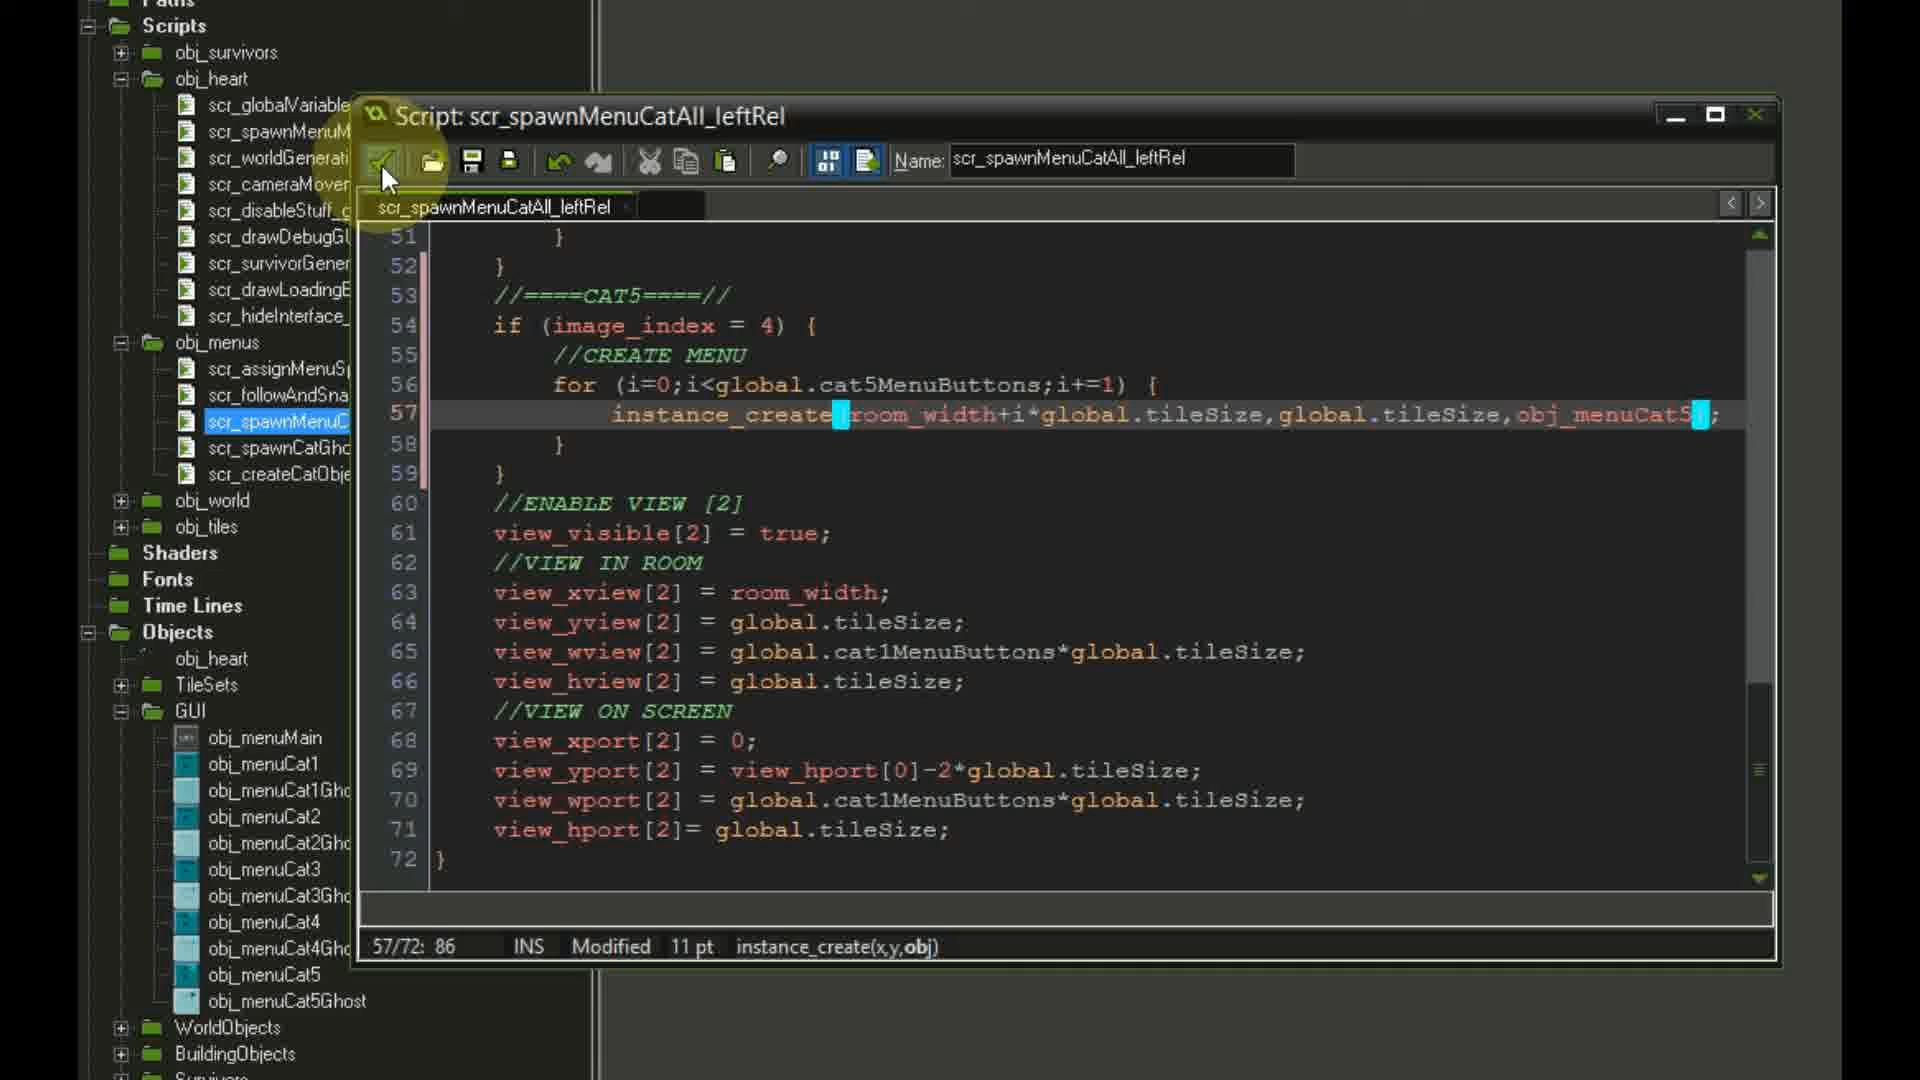 Paths
Scripts
obj_survivors
obj_heart
scr_globalVariable
scr_spawnMenuM
scr_worldGenerati
scr_cameraMovem
scr_disableStuff_g
scr_drawDebugGU
scr_survivorGener
scr_drawLoadingB
scr_hideInterface_
obj_menus
scr_assignMenuSp
scr_followAndSna
scr_spawnMenuC
scr_spawnCatGho
scr_createCatObje
obj_world
obj_tiles
Shaders
Fonts
Time Lines
Objects
obj_heart
TileSets
GUI
obj_menuMain
obj_menuCat1
obj_menuCat1Gho
obj_menuCat2
obj_menuCat2Gho
obj_menuCat3
obj_menuCat3Gho
obj_menuCat4
obj_menuCat4Gho
obj_menuCat5
obj_menuCat5Ghost
WorldObjects
BuildingObjects
Script: scr_spawnMenuCatAll_leftRel
Name: scr_spawnMenuCatAll_leftRel
scr_spawnMenuCatAll_leftRel
51 }
52 }
53 //====CAT5====//
54 if (image_index = 4) {
55 //CREATE MENU
56 for (i=0;i<global.cat5MenuButtons;i+=1) {
57 instance_create(room_width+i*global.tileSize,global.tileSize,obj_menuCat5);
58 }
59 }
60 //ENABLE VIEW [2]
61 view_visible[2] = true;
62 //VIEW IN ROOM
63 view_xview[2] = room_width;
64 view_yview[2] = global.tileSize;
65 view_wview[2] = global.cat1MenuButtons*global.tileSize;
66 view_hview[2] = global.tileSize;
67 //VIEW ON SCREEN
68 view_xport[2] = 0;
69 view_yport[2] = view_hport[0]-2*global.tileSize;
70 view_wport[2] = global.cat1MenuButtons*global.tileSize;
71 view_hport[2]= global.tileSize;
72 }
57/72: 86 INS Modified 11 pt instance_create(x,y,obj)